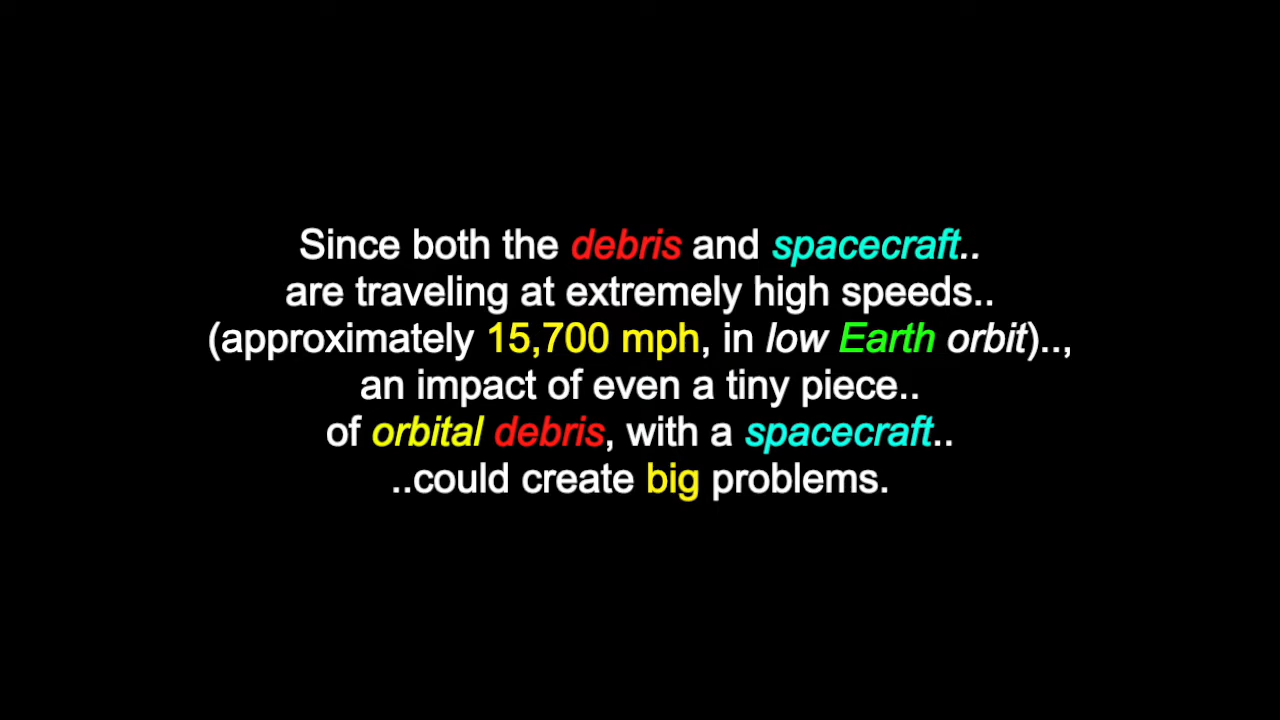 Since both the debris and spacecraft..
are traveling at extremely high speeds..
(approximately 15,700 mph, in low Earth orbit)..,
an impact of even a tiny piece..
of orbital debris, with a spacecraft..
..could create big problems.